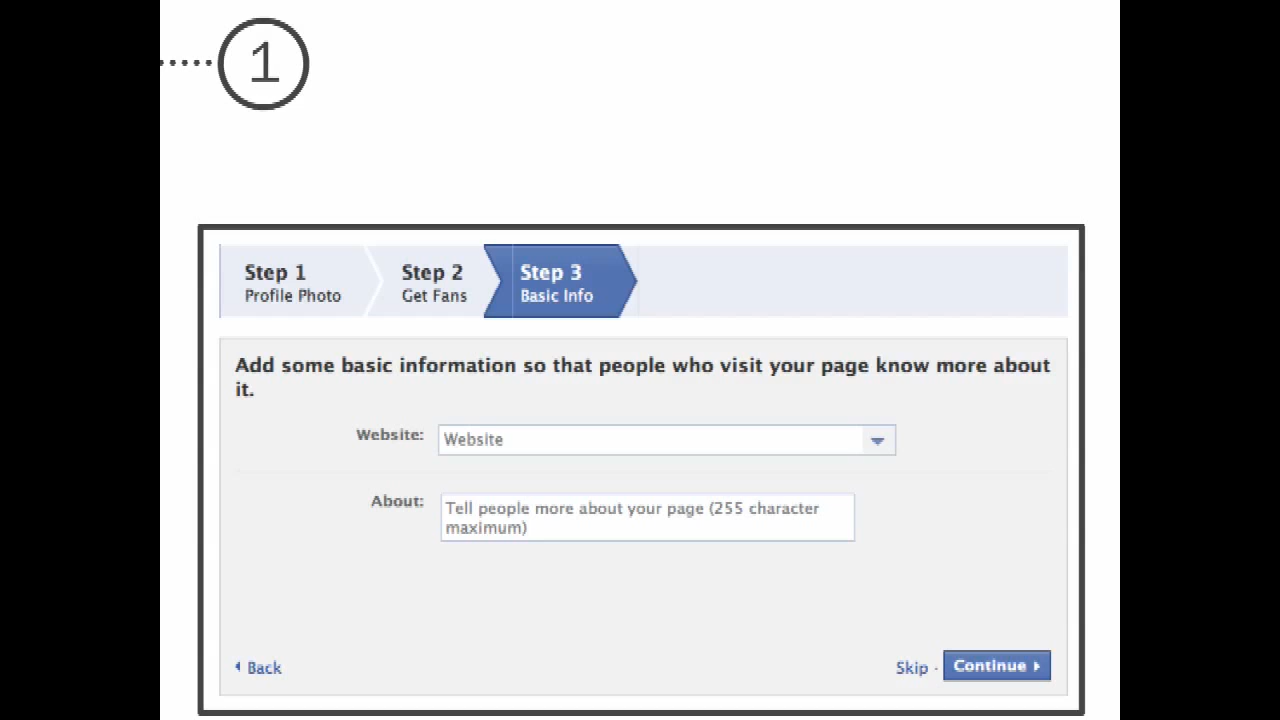 1
Step 1
Profile Photo
Step 2
Get Fans
Step 3
Basic Info
Add some basic information so that people who visit your page know more about
it.
Website: Website
About: Tell people more about your page (255 character
maximum)
Back
Skip · Continue